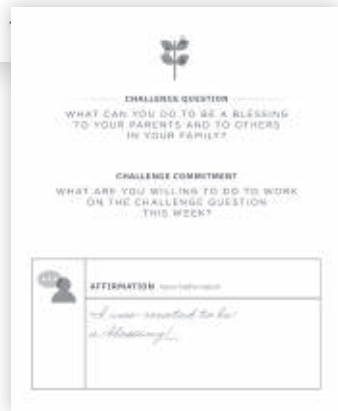 CHALLENGE QUESTION
WHAT CAN YOU DO TO BE A BLESSING
TO YOUR PARENTS AND TO OTHERS
IN YOUR FAMILY?
CHALLENGE COMMITMENT
WHAT ARE YOU WILLING TO DO TO WORK
ON THE CHALLENGE QUESTION
THIS WEEK?
AFFIRMATION
I was created to be
a blessing!